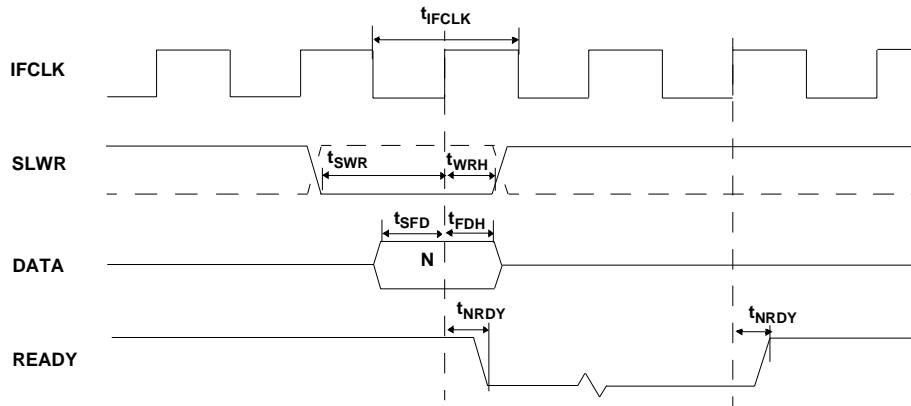 tIFCLK
IFCLK
SLWR
tSWR
tWRH
tSFD
tFDH
DATA
N
tNRDY
tNRDY
READY